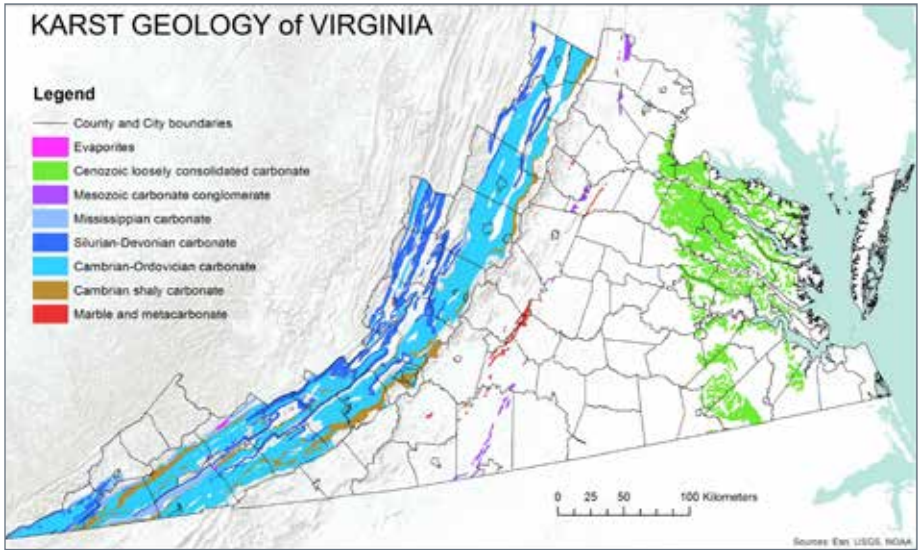 KARST GEOLOGY of VIRGINIA
Legend
County and City boundaries
Evaporites
Cenozoic loosely consolidated carbonate
Mesozoic carbonate conglomerate
Mississippian carbonate
Silurian-Devonian carbonate
Cambrian-Ordovician carbonate
Cambrian shaly carbonate
Marble and metacarbonate
0 25 50 100 Kilometers
Sources: Esri, USGS, NOAA